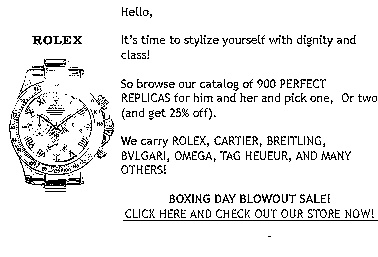 Hello,
ROLEX
It's time to stylize yourself with dignity and
class!
So browse our catalog of 900 PERFECT
REPLICAS for him and her and pick one, Or two
(and get 25% off).
We carry ROLEX, CARTIER, BREITLING,
BVLGARI, OMEGA, TAG HEUEUR, AND MANY
OTHERS!
BOXING DAY BLOWOUT SALE!
CLICK HERE AND CHECK OUT OUR STORE NOW!